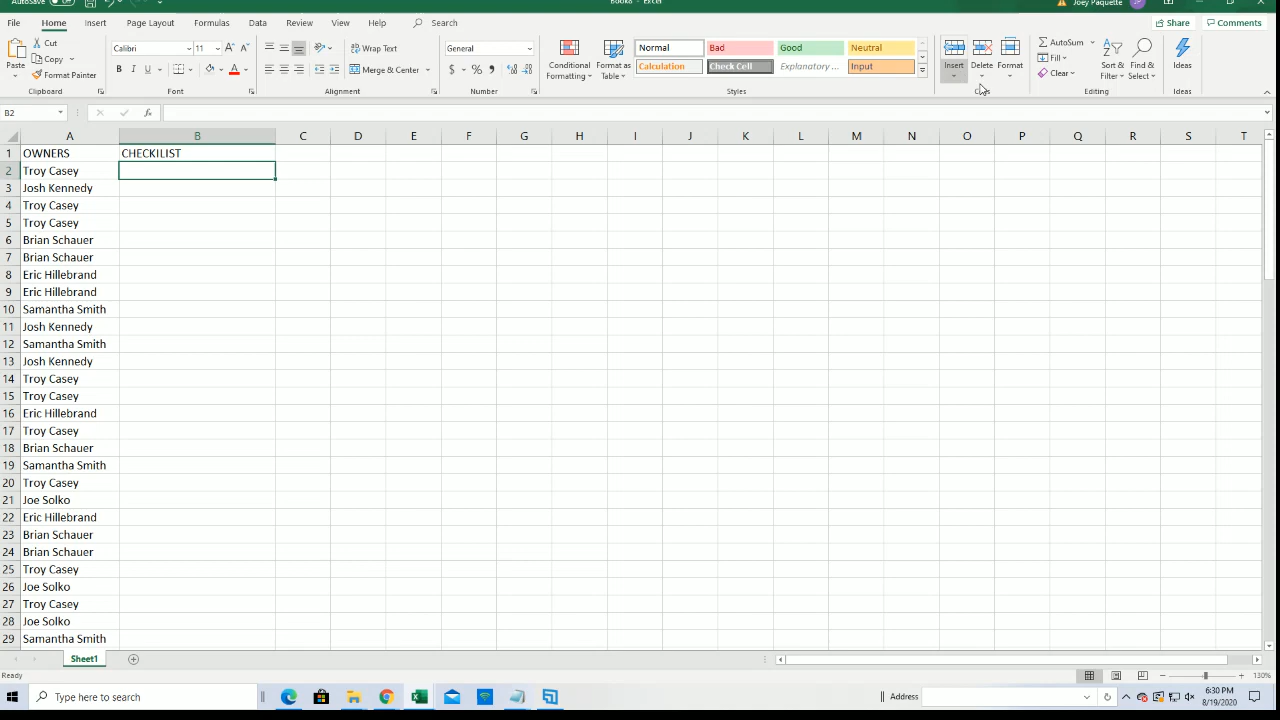 AutoSave Off Book6 - Excel Joey Paquette JP
File Home Insert Page Layout Formulas Data Review View Help Search Share Comments
Paste Cut Copy Format Painter Clipboard
Calibri 11 B I U A Font
Wrap Text Merge & Center Alignment
General $ % , Number
Conditional Formatting Format as Table Normal Bad Good Neutral Calculation Check Cell Explanatory ... Input Styles
Insert Delete Format
AutoSum Fill Clear Sort & Filter Find & Select Editing
Ideas Ideas
B2 fx
A B C D E F G H I J K L M N O P Q R S T
1 OWNERS CHECKILIST
2 Troy Casey
3 Josh Kennedy
4 Troy Casey
5 Troy Casey
6 Brian Schauer
7 Brian Schauer
8 Eric Hillebrand
9 Eric Hillebrand
10 Samantha Smith
11 Josh Kennedy
12 Samantha Smith
13 Josh Kennedy
14 Troy Casey
15 Troy Casey
16 Eric Hillebrand
17 Troy Casey
18 Brian Schauer
19 Samantha Smith
20 Troy Casey
21 Joe Solko
22 Eric Hillebrand
23 Brian Schauer
24 Brian Schauer
25 Troy Casey
26 Joe Solko
27 Troy Casey
28 Joe Solko
29 Samantha Smith
Sheet1
Ready 130%
Type here to search Address 6:30 PM
8/19/2020